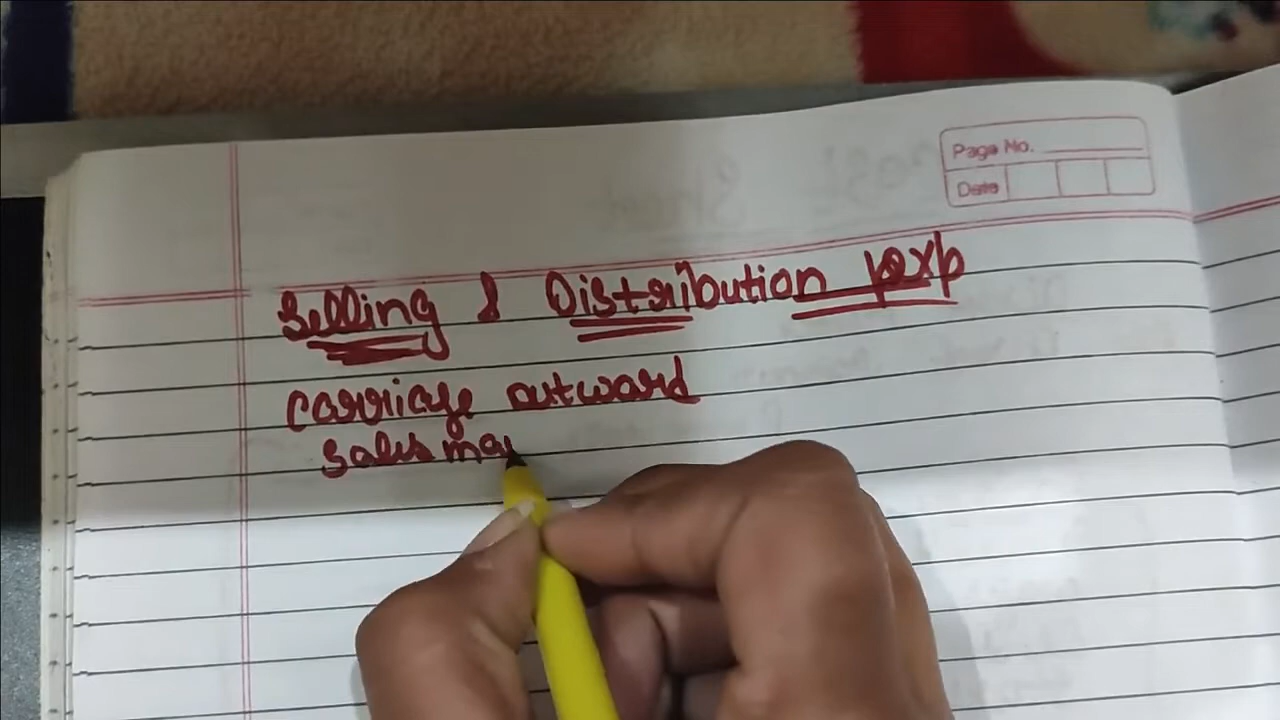 Page No.
Date
Selling & Distribution exp
carriage outward
Sales ma